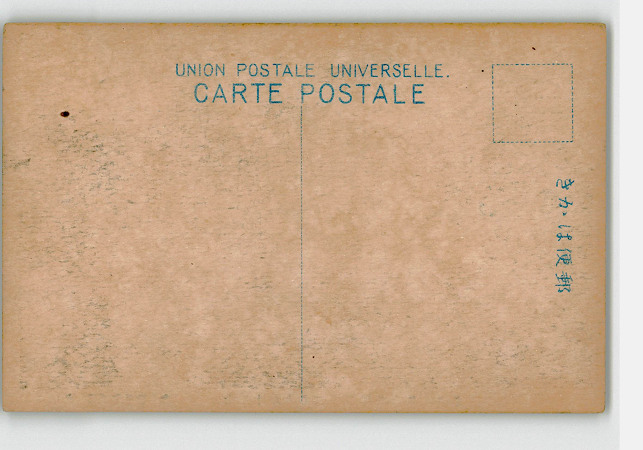 UNION POSTALE UNIVERSELLE.
CARTE POSTALE
きかは便郵